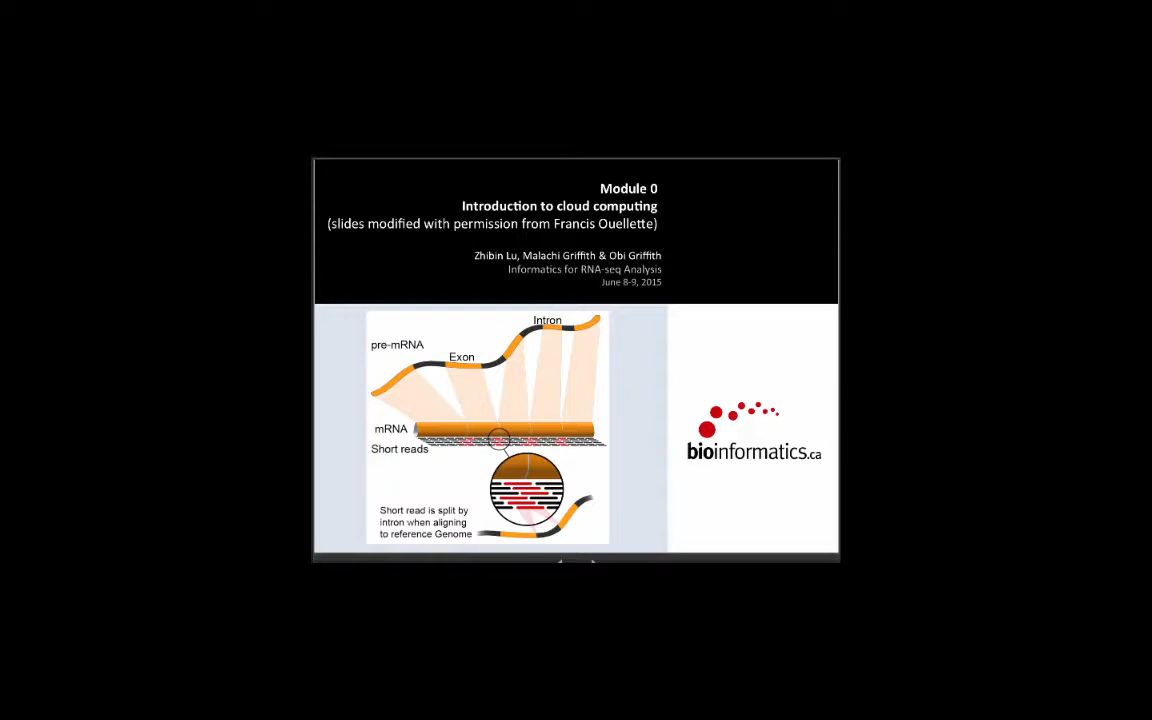 Module 0
Introduction to cloud computing
(slides modified with permission from Francis Ouellette)
Zhibin Lu, Malachi Griffith & Obi Griffith
Informatics for RNA-seq Analysis
June 8-9, 2015
Intron
pre-mRNA
Exon
mRNA
Short reads
Short read is split by
intron when aligning
to reference Genome
bioinformatics.ca